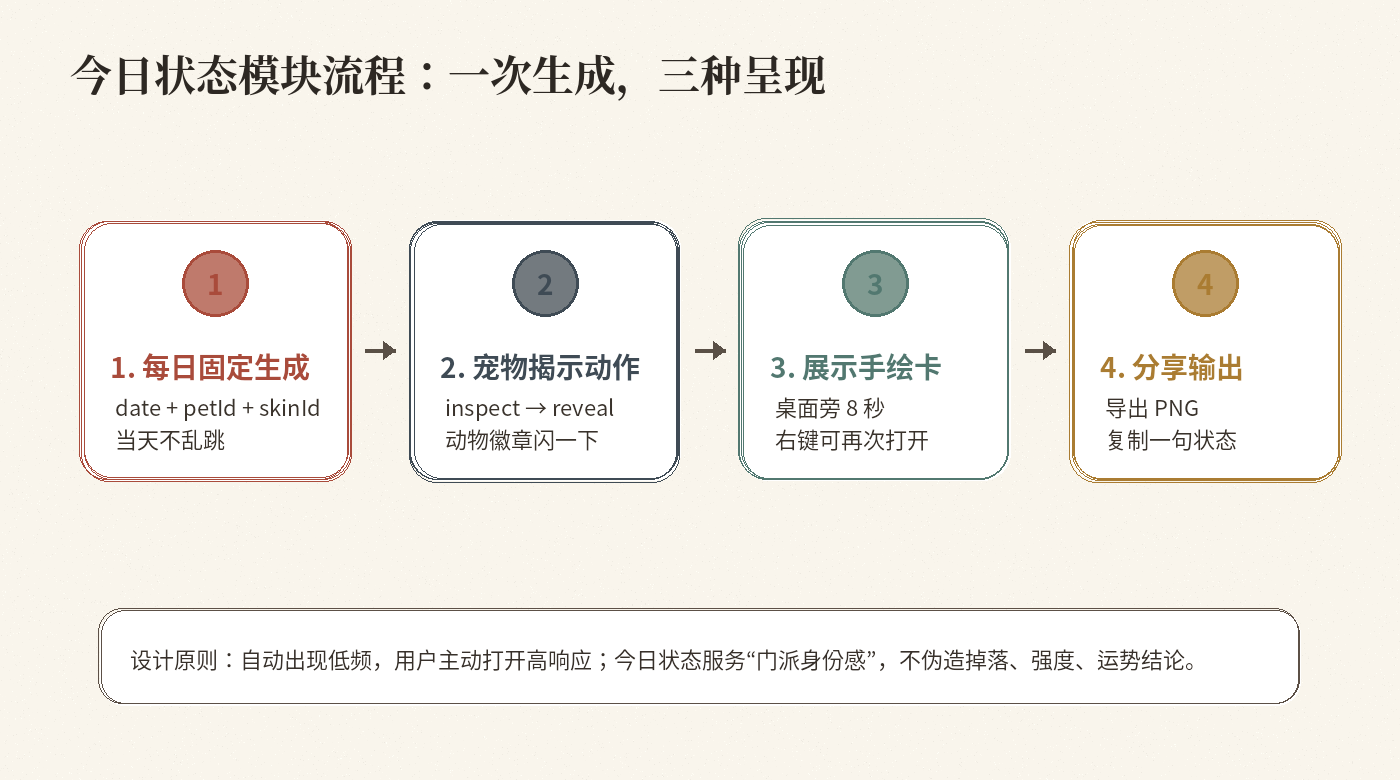 今日状态模块流程：一次生成，三种呈现
1
1. 每日固定生成
date + petId + skinId
当天不乱跳
2
2. 宠物揭示动作
inspect → reveal
动物徽章闪一下
3
3. 展示手绘卡
桌面旁 8 秒
右键可再次打开
4
4. 分享输出
导出 PNG
复制一句状态
设计原则：自动出现低频，用户主动打开高响应；今日状态服务“门派身份感”，不伪造掉落、强度、运势结论。